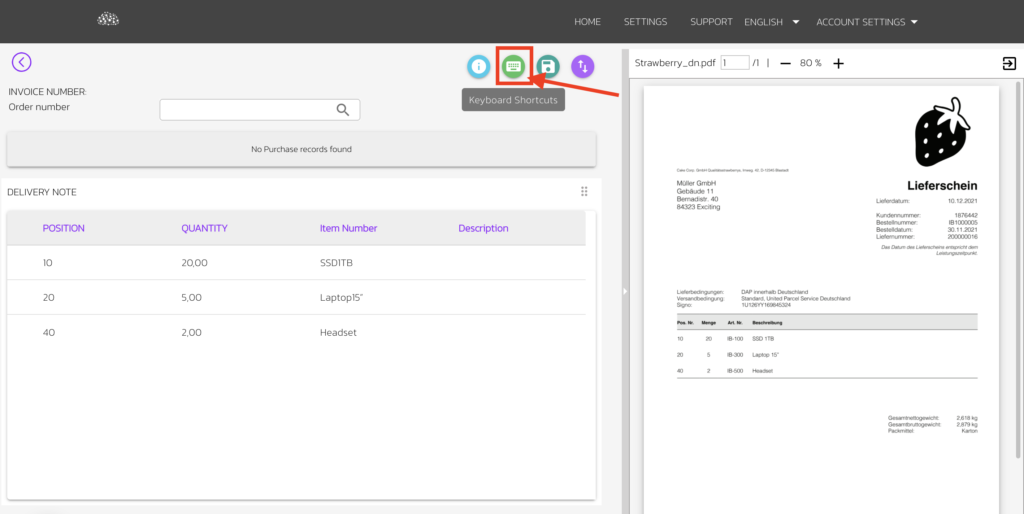 HOME SETTINGS SUPPORT ENGLISH ACCOUNT SETTINGS
INVOICE NUMBER:
Order number
Keyboard Shortcuts
No Purchase records found
DELIVERY NOTE
POSITION QUANTITY Item Number Description
10 20,00 SSD1TB
20 5,00 Laptop15"
40 2,00 Headset
Strawberry_dn.pdf 1 /1 | 80 %
Müller GmbH
Gebäude 11
Bernadistr. 40
84323 Exciting
Lieferschein
Lieferdatum: 10.12.2021
Kundennummer: 1876442
Bestellnummer: IB1000005
Bestelldatum: 30.11.2021
Liefernummer: 200000016
Das Datum des Lieferscheins entspricht dem
Leistungszeitpunkt.
Lieferbedingungen: DAP innerhalb Deutschland
Versandbedingung: Standard, United Parcel Service Deutschland
Signo: 1U126YY169845324
Pos. Nr. Menge Art. Nr. Beschreibung
10 20 IB-100 SSD 1TB
20 5 IB-300 Laptop 15"
40 2 IB-500 Headset
Gesamtnettogewicht: 2,618 kg
Gesamtbruttogewicht: 2,879 kg
Packmittel: Karton